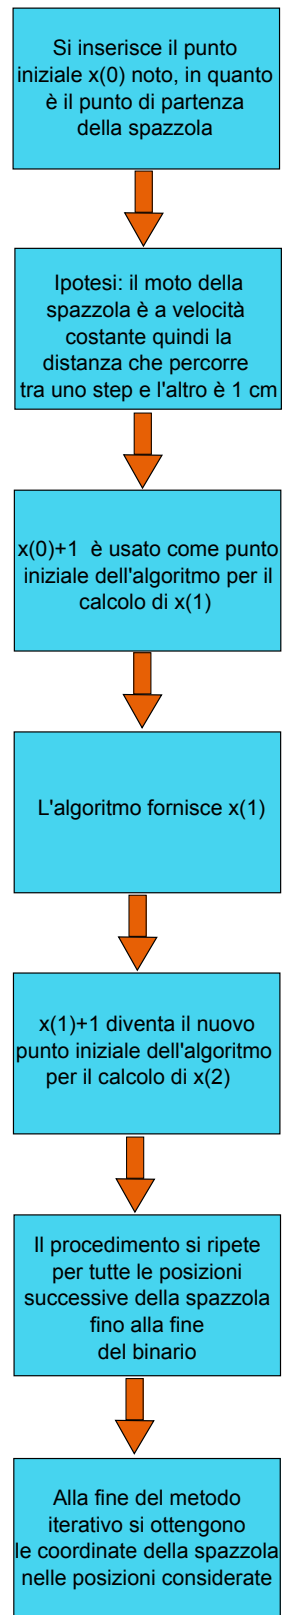 Si inserisce il punto
iniziale x(0) noto, in quanto
è il punto di partenza
della spazzola
Ipotesi: il moto della
spazzola è a velocità
costante quindi la
distanza che percorre
tra uno step e l'altro è 1 cm
x(0)+1 è usato come punto
iniziale dell'algoritmo per il
calcolo di x(1)
L'algoritmo fornisce x(1)
x(1)+1 diventa il nuovo
punto iniziale dell'algoritmo
per il calcolo di x(2)
Il procedimento si ripete
per tutte le posizioni
successive della spazzola
fino alla fine
del binario
Alla fine del metodo
iterativo si ottengono
le coordinate della spazzola
nelle posizioni considerate